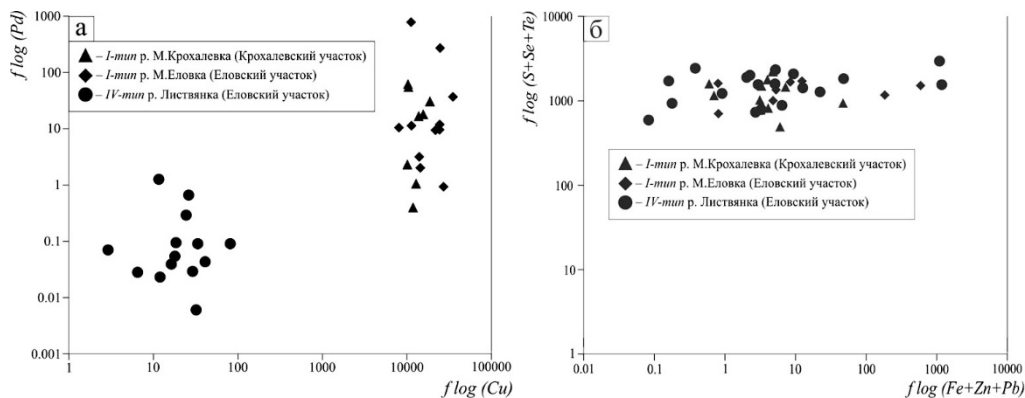 а
f log (Pd)
1000
100
10
1
0.1
0.01
0.001
– I-тип р. М.Крохалевка (Крохалевский участок)
– I-тип р. М.Еловка (Еловский участок)
– IV-тип р. Листвянка (Еловский участок)
1 10 100 1000 10000 100000
f log (Cu)
б
f log (S+Se+Te)
10000
1000
1000
10
1
– I-тип р. М.Крохалевка (Крохалевский участок)
– I-тип р. М.Еловка (Еловский участок)
– IV-тип р. Листвянка (Еловский участок)
0.01 0.1 1 10 100 1000 10000
f log (Fe+Zn+Pb)